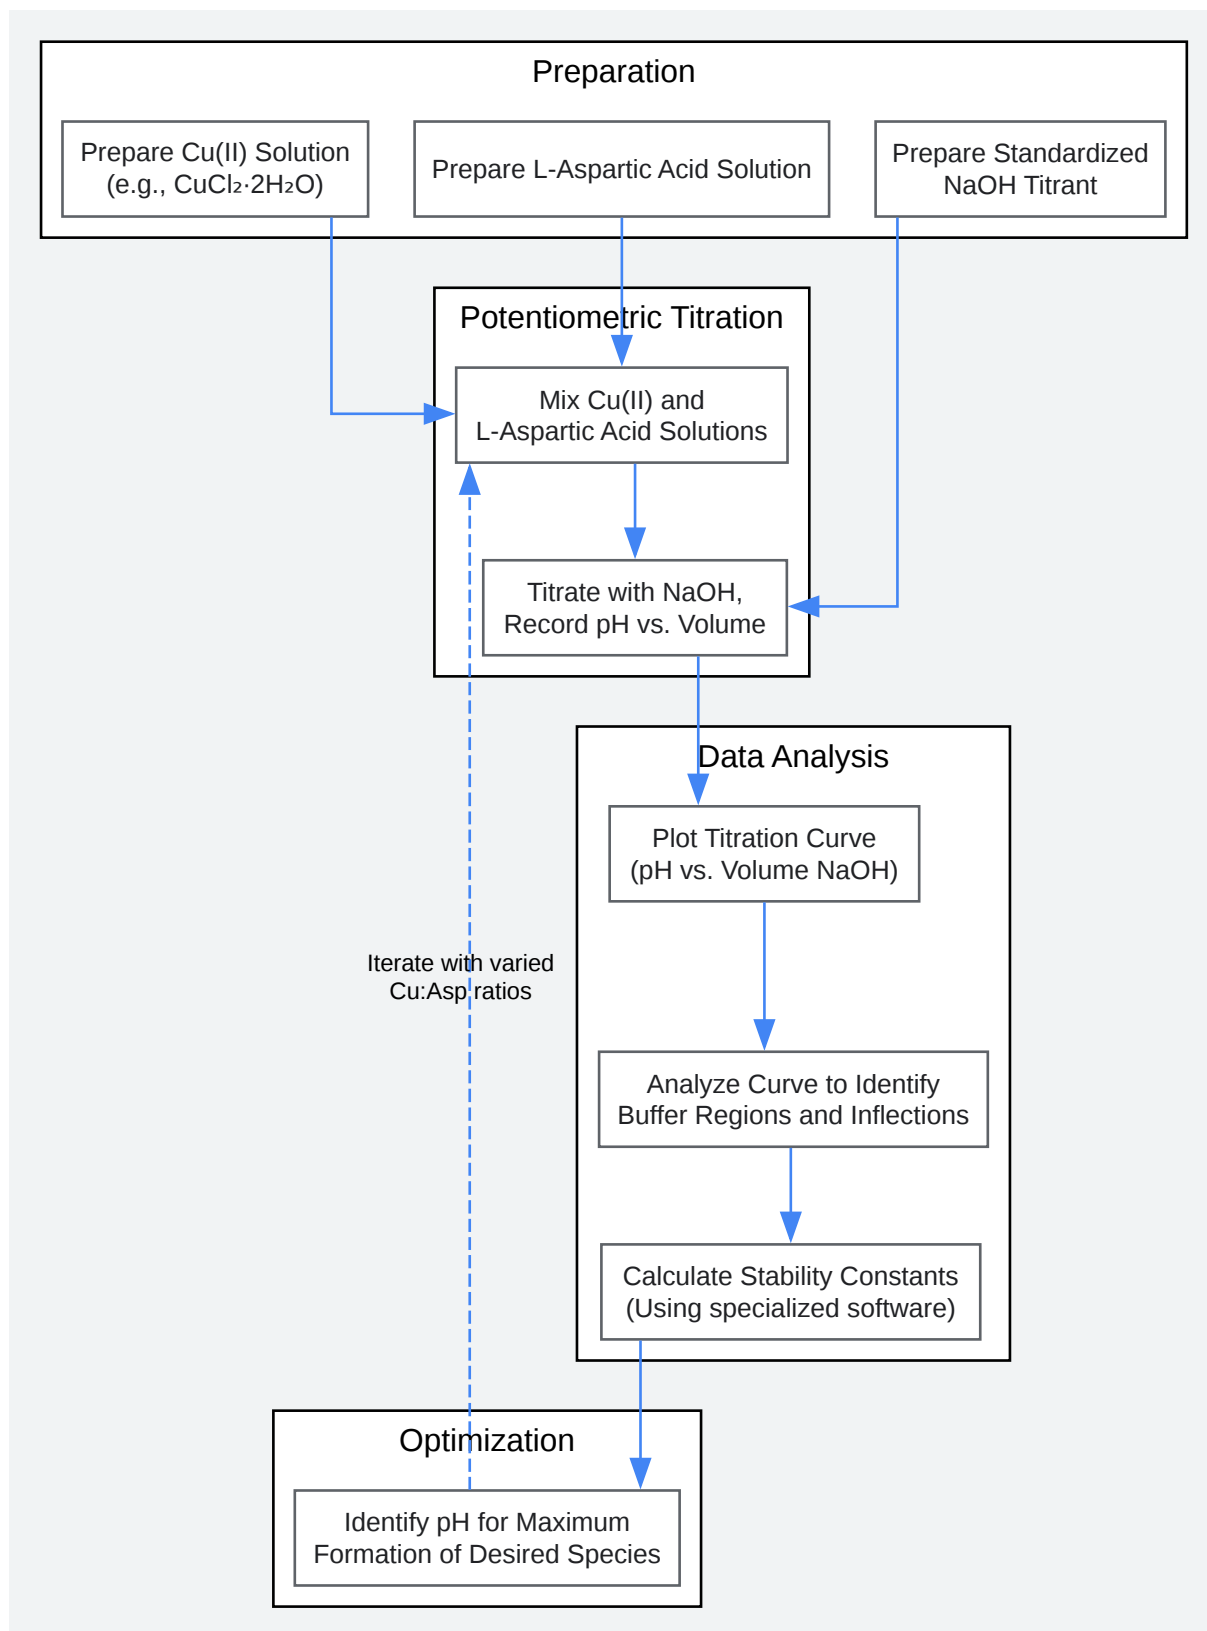 Preparation
Prepare Cu(II) Solution
(e.g., CuCl₂·2H₂O)
Prepare L-Aspartic Acid Solution
Prepare Standardized
NaOH Titrant
Potentiometric Titration
Mix Cu(II) and
L-Aspartic Acid Solutions
Titrate with NaOH,
Record pH vs. Volume
Data Analysis
Plot Titration Curve
(pH vs. Volume NaOH)
Iterate with varied
Cu:Asp ratios
Analyze Curve to Identify
Buffer Regions and Inflections
Calculate Stability Constants
(Using specialized software)
Optimization
Identify pH for Maximum
Formation of Desired Species